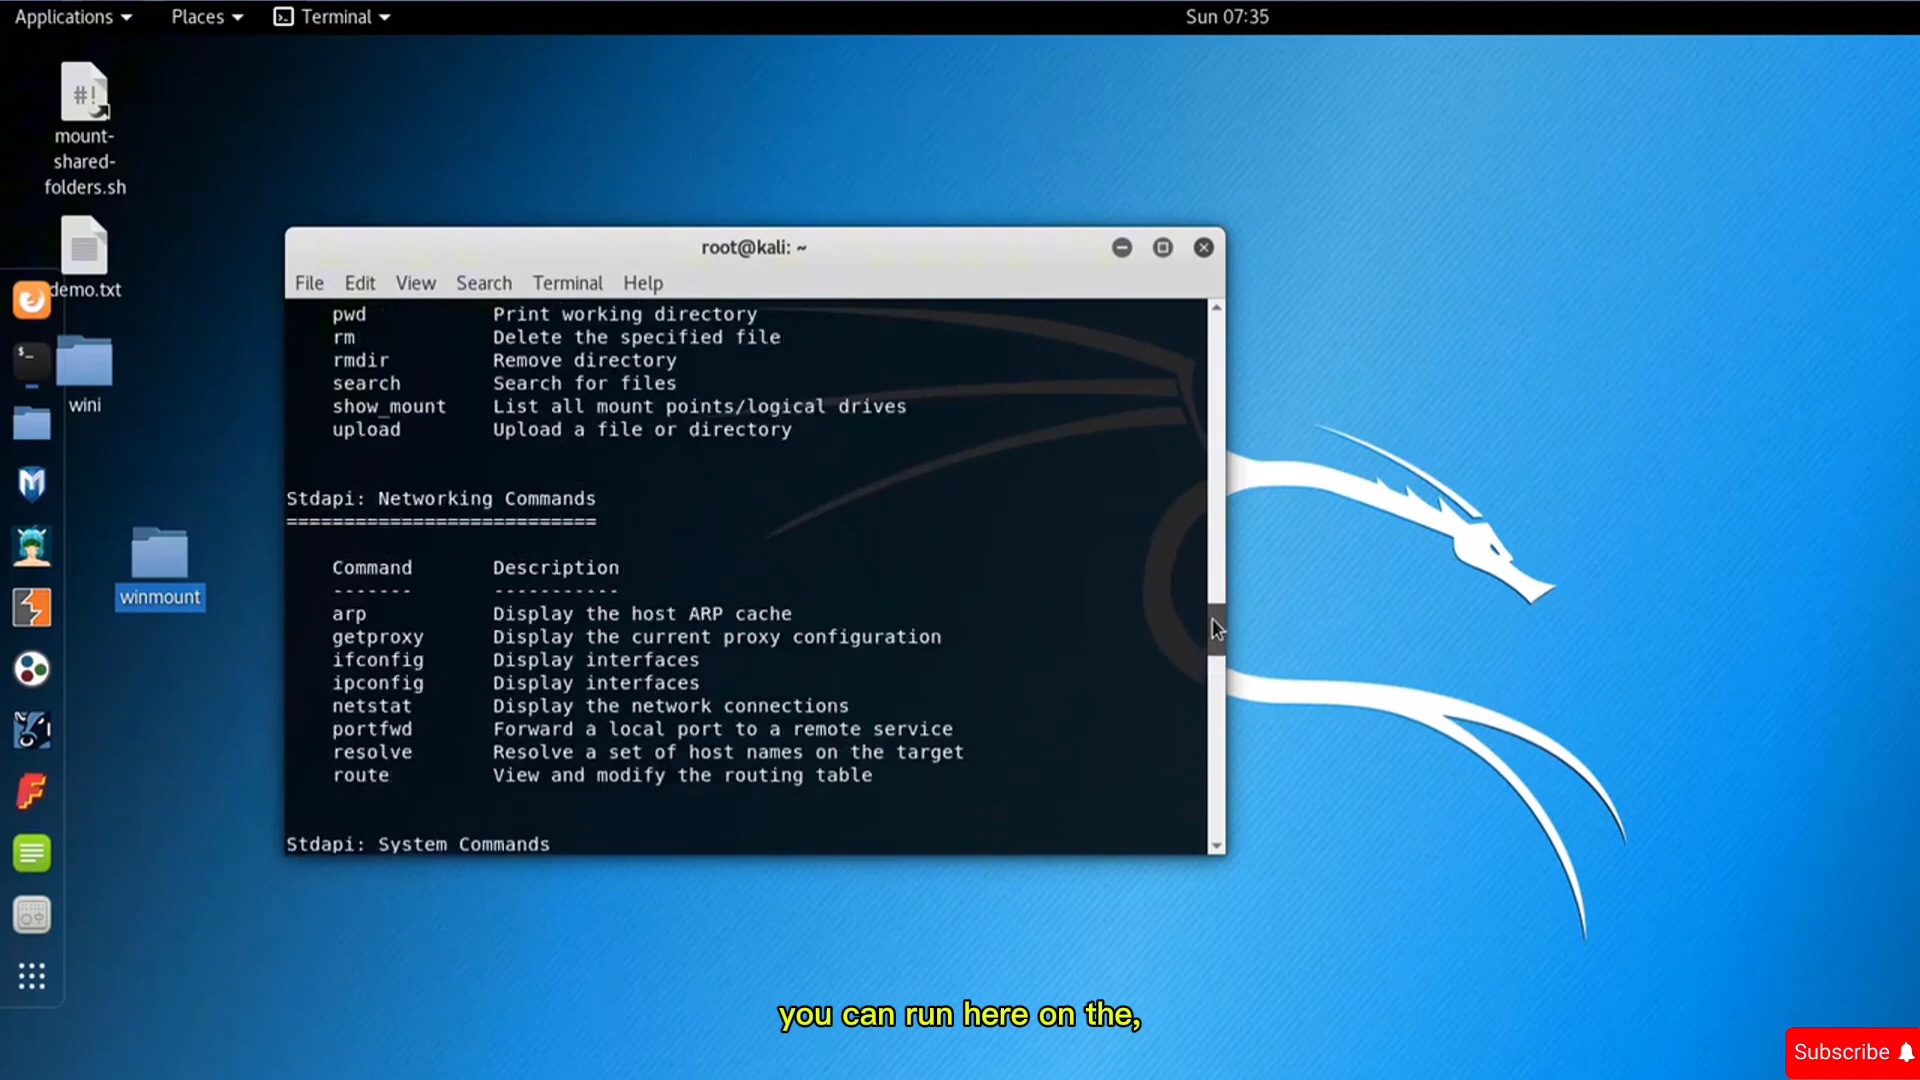 Applications Places Terminal Sun 07:35
#!
mount-
shared-
folders.sh
demo.txt
wini
winmount
root@kali: ~
File Edit View Search Terminal Help
pwd Print working directory
rm Delete the specified file
rmdir Remove directory
search Search for files
show_mount List all mount points/logical drives
upload Upload a file or directory
Stdapi: Networking Commands
===========================
Command Description
------- -----------
arp Display the host ARP cache
getproxy Display the current proxy configuration
ifconfig Display interfaces
ipconfig Display interfaces
netstat Display the network connections
portfwd Forward a local port to a remote service
resolve Resolve a set of host names on the target
route View and modify the routing table
Stdapi: System Commands
you can run here on the,
Subscribe